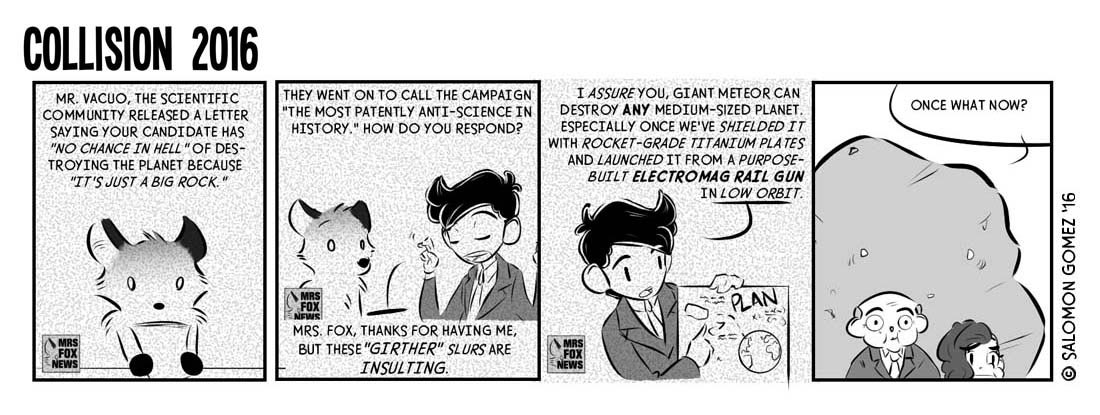 COLLISION 2016
MR. VACUO, THE SCIENTIFIC
COMMUNITY RELEASED A LETTER
SAYING YOUR CANDIDATE HAS
"NO CHANCE IN HELL" OF DES-
TROYING THE PLANET BECAUSE
"IT'S JUST A BIG ROCK."
MRS
FOX
NEWS
THEY WENT ON TO CALL THE CAMPAIGN
"THE MOST PATENTLY ANTI-SCIENCE IN
HISTORY." HOW DO YOU RESPOND?
MRS
FOX
NEWS
MRS. FOX, THANKS FOR HAVING ME,
BUT THESE "GIRTHER" SLURS ARE
INSULTING.
I ASSURE YOU, GIANT METEOR CAN
DESTROY ANY MEDIUM-SIZED PLANET.
ESPECIALLY ONCE WE'VE SHIELDED IT
WITH ROCKET-GRADE TITANIUM PLATES
AND LAUNCHED IT FROM A PURPOSE-
BUILT ELECTROMAG RAIL GUN
IN LOW ORBIT.
PLAN
MRS
FOX
NEWS
ONCE WHAT NOW?
© SALOMON GOMEZ '16